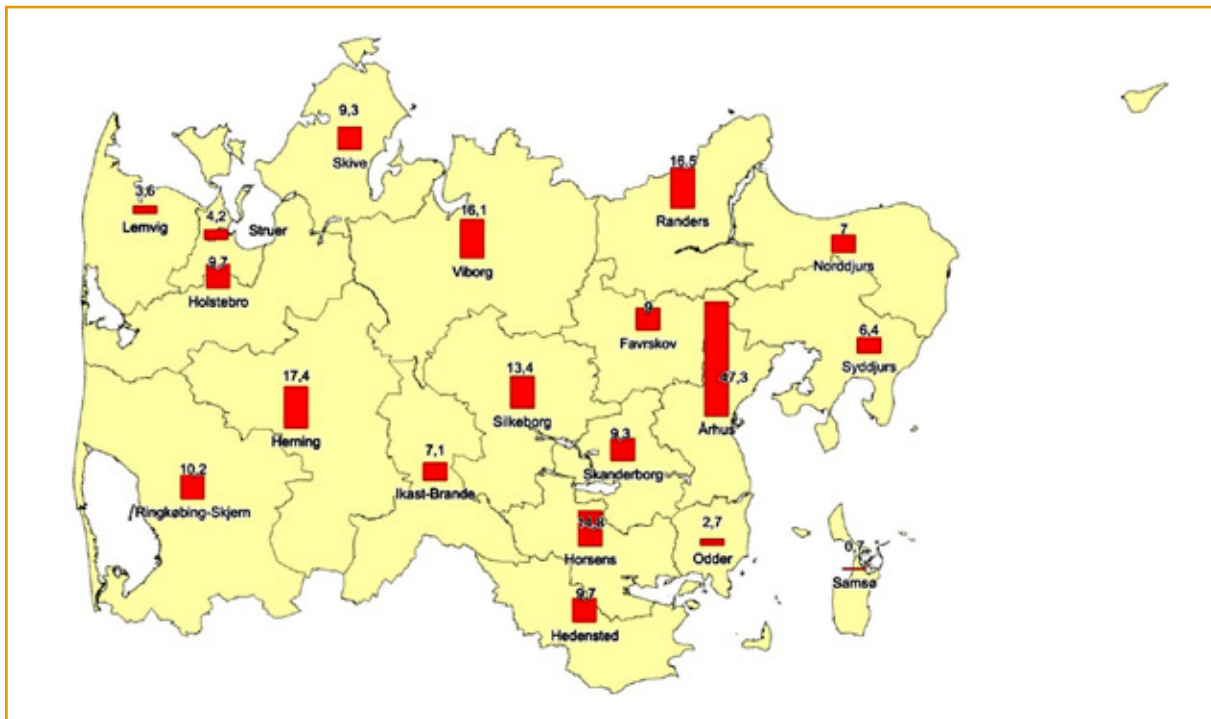 9,3
Skive
16,5
Randers
3,6
Lemvig
4,2
Struer
16,1
Viborg
7
Norddjurs
9,7
Holstebro
9
Favrskov
6,4
Syddjurs
17,4
Herning
13,4
Silkeborg
47,3
Århus
9,3
Skanderborg
7,1
Ikast-Brande
10,2
Ringkøbing-Skjern
14,8
Horsens
2,7
Odder
0,7
Samsø
9,7
Hedensted